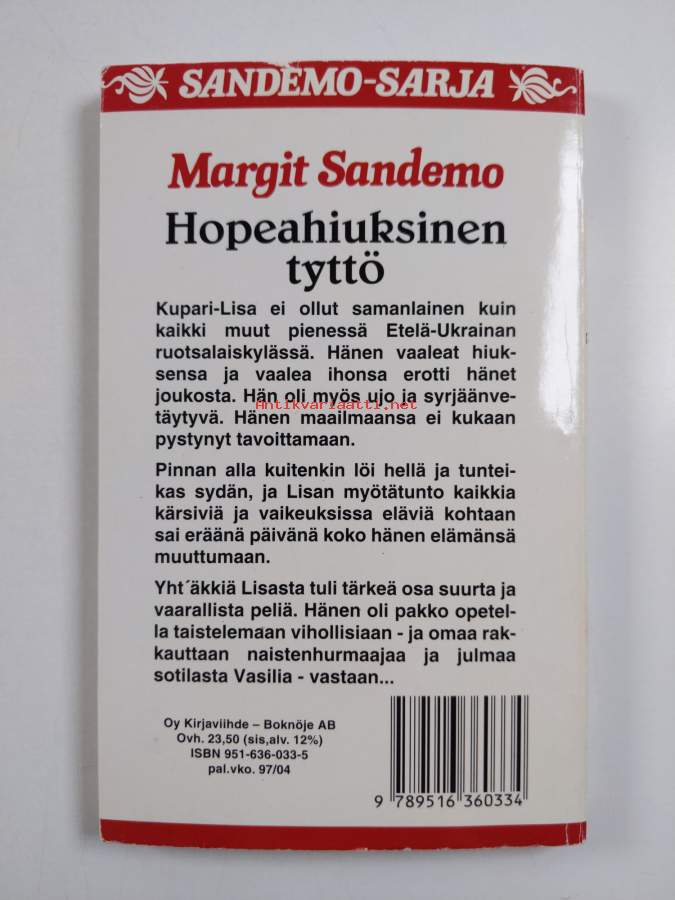 SANDEMO-SARJA
Margit Sandemo
Hopeahiuksinen
tyttö
Kupari-Lisa ei ollut samanlainen kuin
kaikki muut pienessä Etelä-Ukrainan
ruotsalaiskylässä. Hänen vaaleat hiuk-
sensa ja vaalea ihonsa erotti hänet
joukosta. Hän oli myös ujo ja syrjäänve-
Antikvariaatti.net
täytyvä. Hänen maailmaansa ei kukaan
pystynyt tavoittamaan.
Pinnan alla kuitenkin löi hellä ja tuntei-
kas sydän, ja Lisan myötätunto kaikkia
kärsiviä ja vaikeuksissa eläviä kohtaan
sai eräänä päivänä koko hänen elämänsä
muuttumaan.
Yht´äkkiä Lisasta tuli tärkeä osa suurta ja
vaarallista peliä. Hänen oli pakko opetel-
la taistelemaan vihollisiaan - ja omaa rak-
kauttaan naistenhurmaajaa ja julmaa
sotilasta Vasilia - vastaan...
Oy Kirjaviihde – Boknöje AB
Ovh. 23,50 (sis,alv. 12%)
ISBN 951-636-033-5
pal.vko. 97/04
9 789516 360334